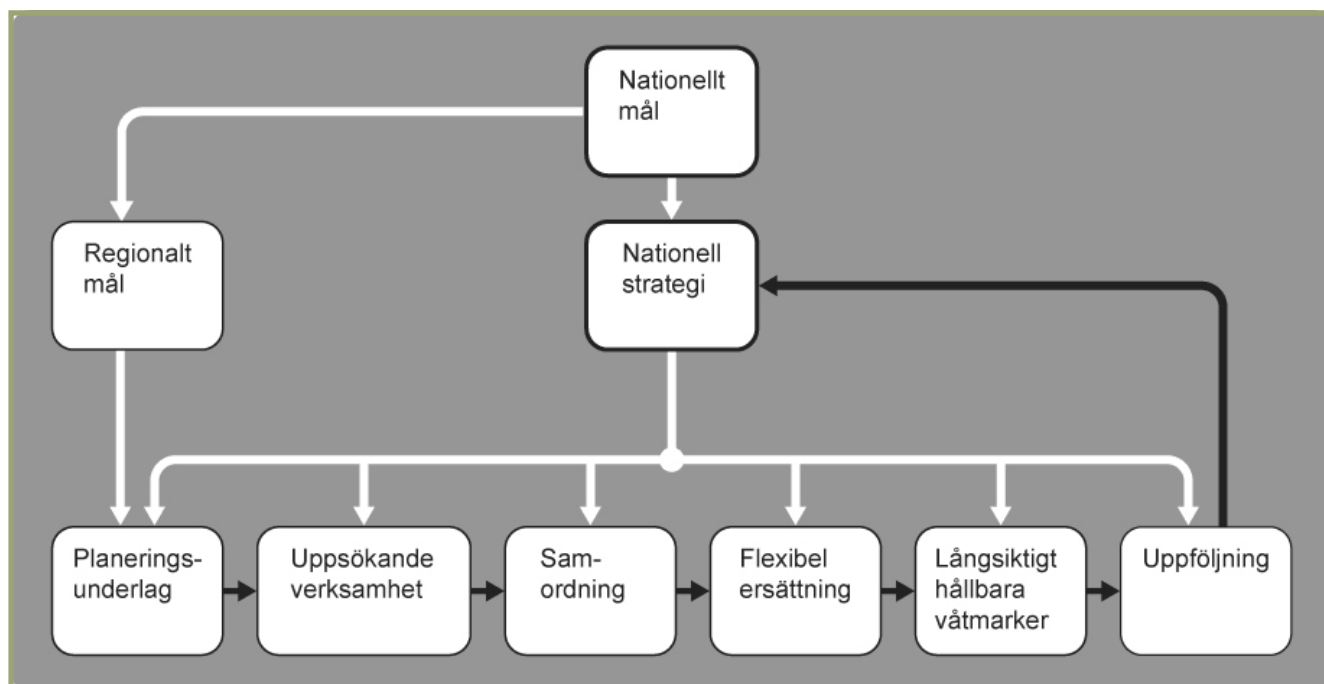 Nationellt
mål
Regionalt
mål
Nationell
strategi
Planerings-
underlag
Uppsökande
verksamhet
Sam-
ordning
Flexibel
ersättning
Långsiktigt
hållbara
våtmarker
Uppföljning